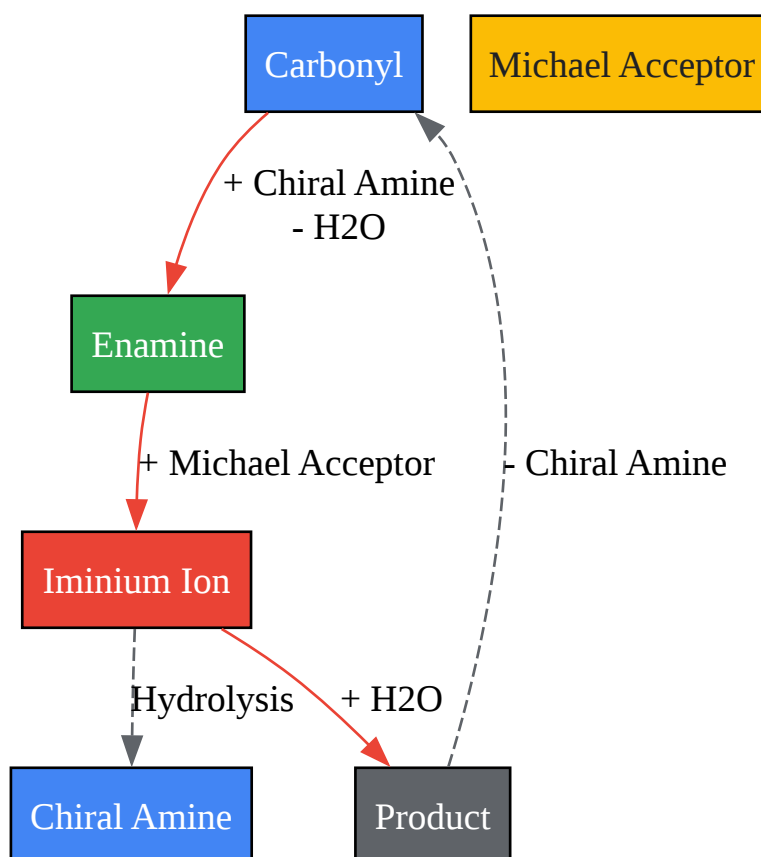 Carbonyl
Michael Acceptor
+ Chiral Amine
- H2O
Enamine
+ Michael Acceptor
- Chiral Amine
Iminium Ion
Hydrolysis
+ H2O
Chiral Amine
Product